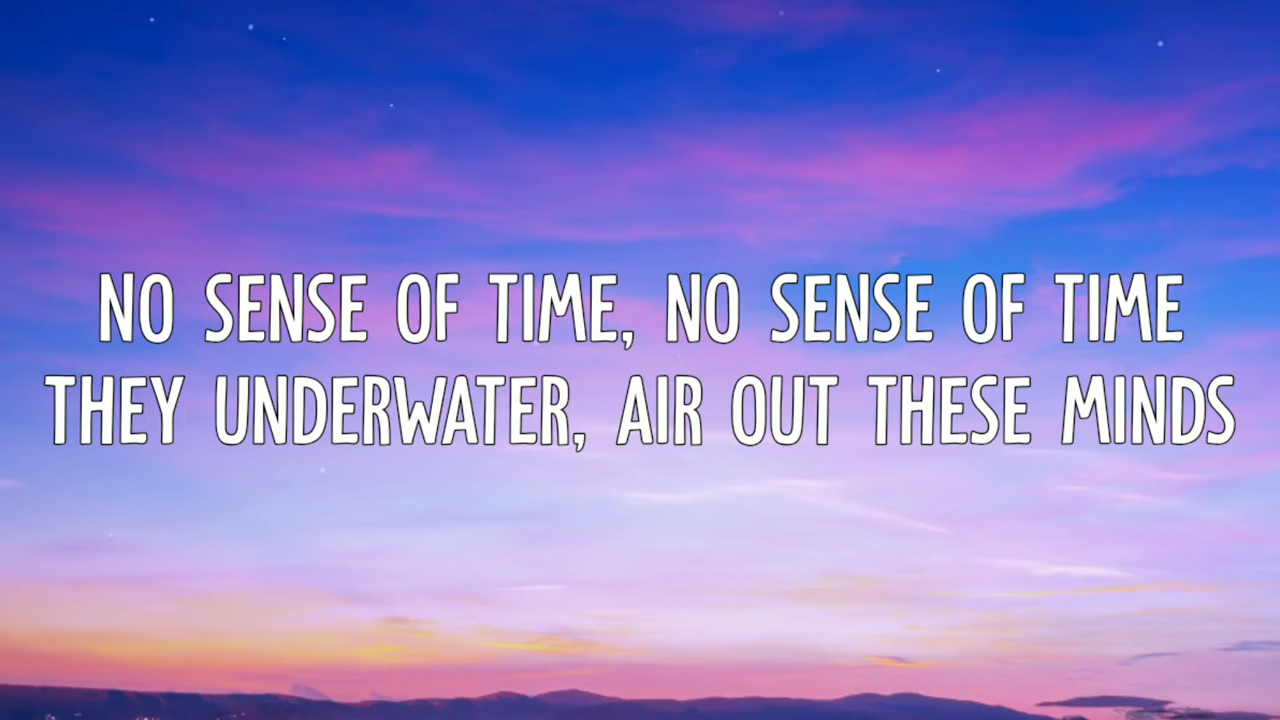 NO SENSE OF TIME, NO SENSE OF TIME
THEY UNDERWATER, AIR OUT THESE MINDS